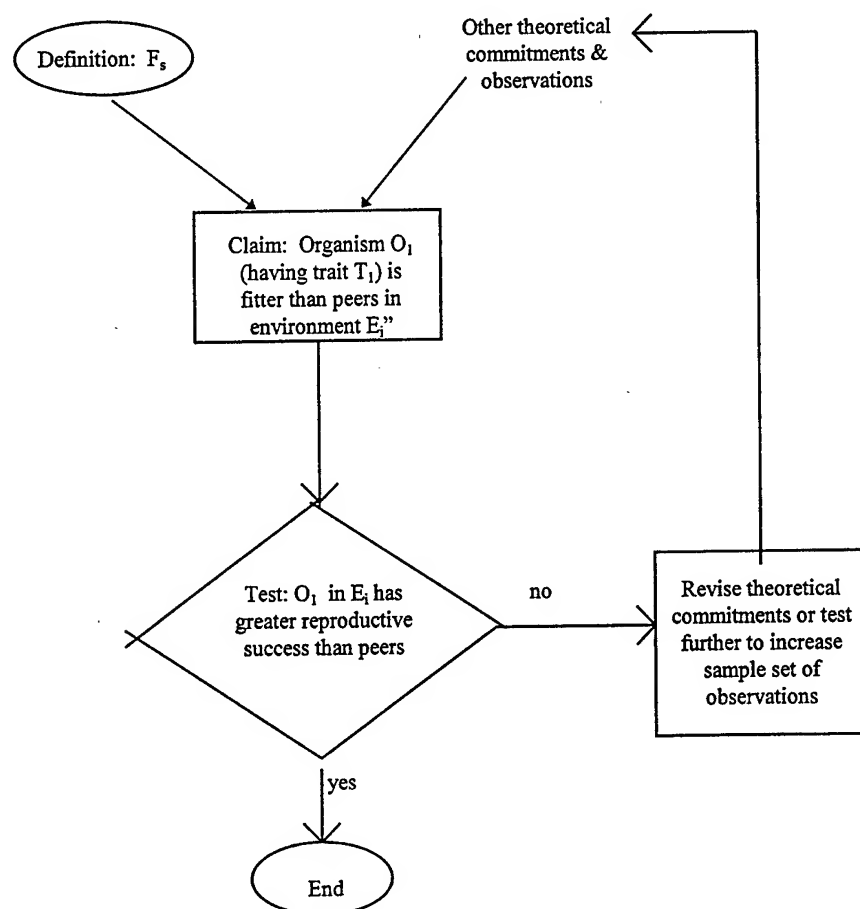 Definition: Fₛ
Other theoretical
commitments &
observations
Claim: Organism O₁
(having trait T₁) is
fitter than peers in
environment Eᵢ”
Test: O₁ in Eᵢ has
greater reproductive
success than peers
no
Revise theoretical
commitments or test
further to increase
sample set of
observations
yes
End